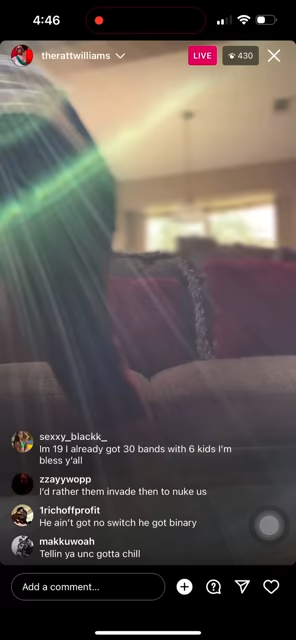 4:46
therattwilliams
LIVE
430
sexxy_blackk_
Im 19 I already got 30 bands with 6 kids I'm
bless y'all
zzayywopp
I'd rather them invade then to nuke us
1richoffprofit
He ain't got no switch he got binary
makkuwoah
Tellin ya unc gotta chill
Add a comment...